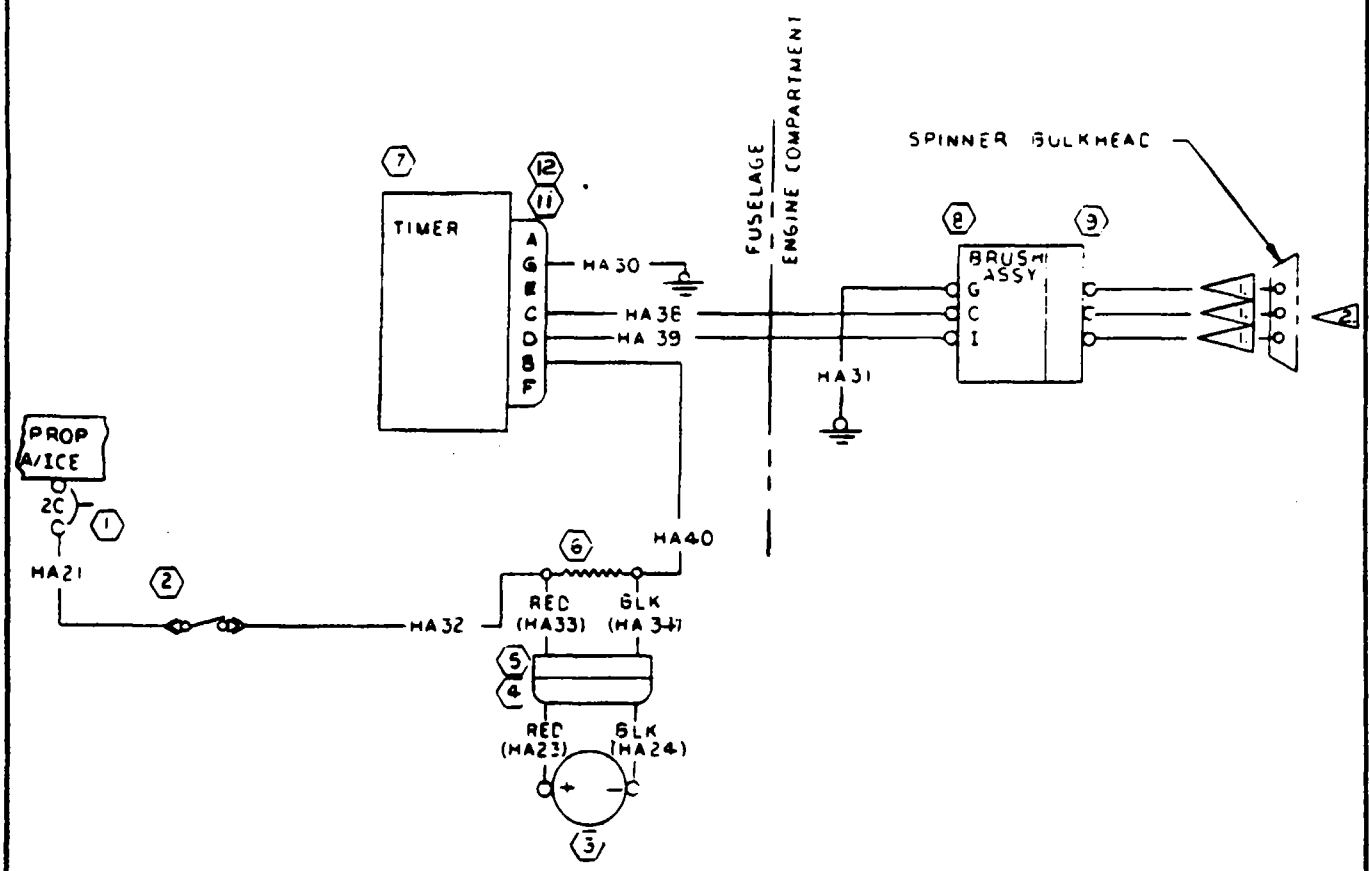 FUSELAGE
ENGINE COMPARTMENT
SPINNER BULKHEAD
7
12
11
TIMER
A
G
E
C
D
B
F
HA30
HA38
HA39
8
9
BRUSH
ASSY
G
C
I
1.
1.
1.
2.
HA31
PROP
A/ICE
2C
1
HA21
2
HA32
6
HA40
RED
(HA33)
BLK
5
4
RED
(HA23)
BLK
(HA24)
+
−
3